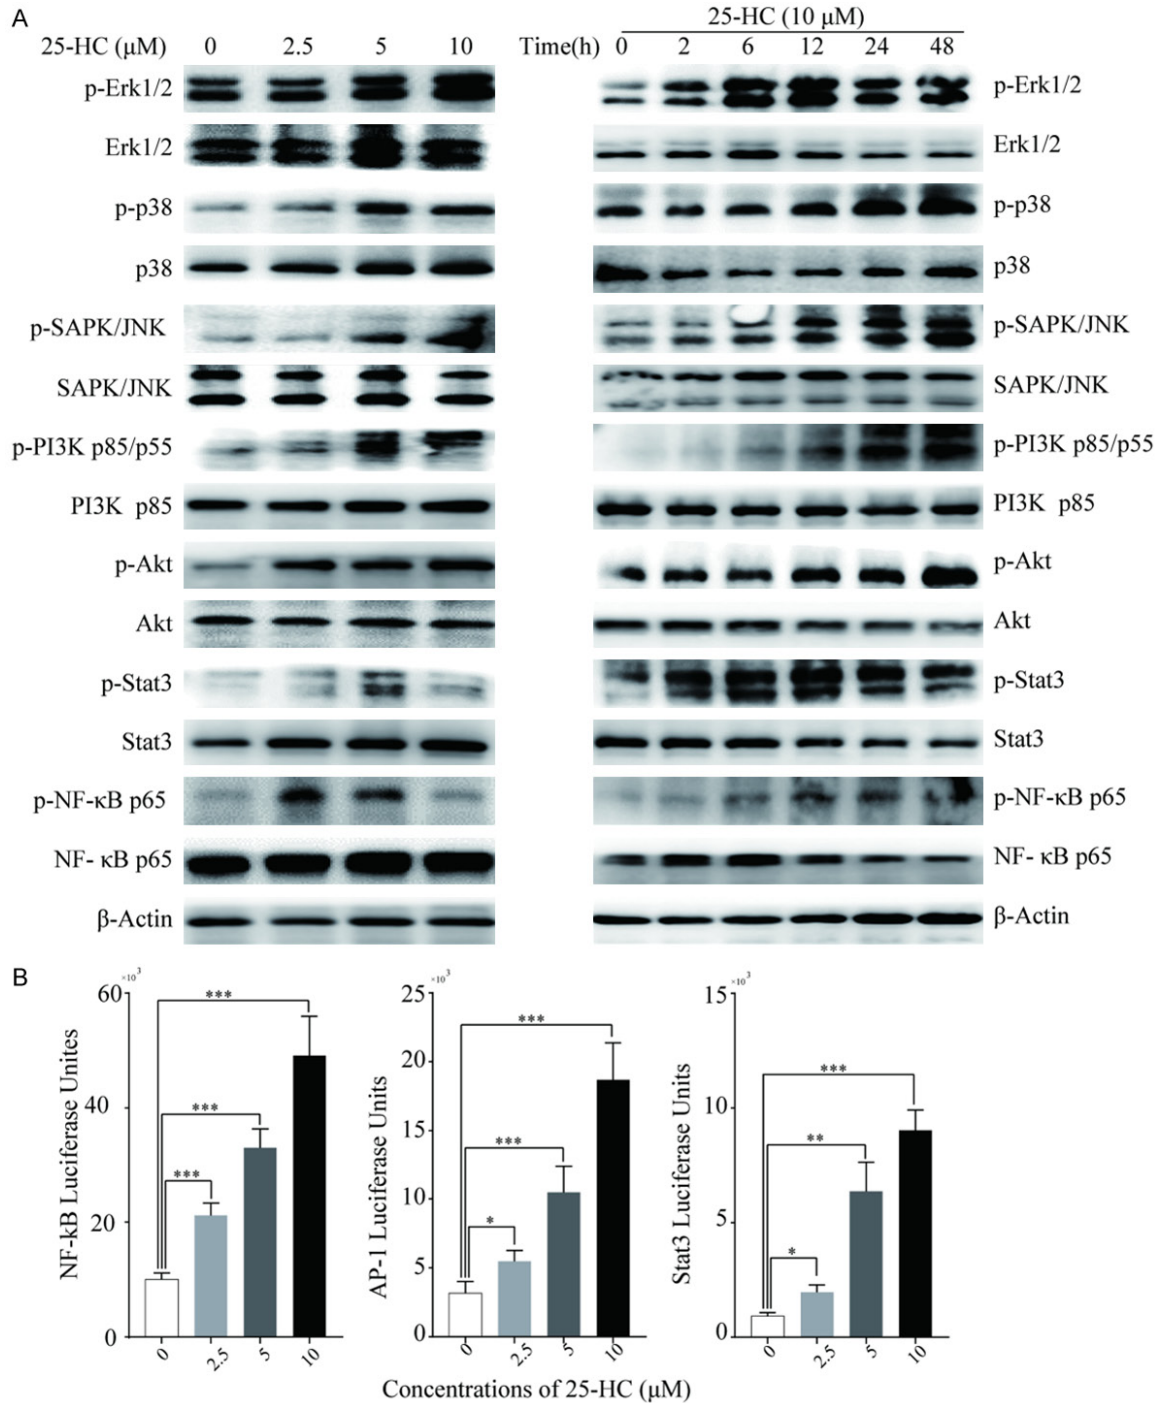 A
25-HC (μM) 0 2.5 5 10
p-Erk1/2
Erk1/2
p-p38
p38
p-SAPK/JNK
SAPK/JNK
p-PI3K p85/p55
PI3K p85
p-Akt
Akt
p-Stat3
Stat3
p-NF-κB p65
NF- κB p65
β-Actin
25-HC (10 μM)
Time(h) 0 2 6 12 24 48
p-Erk1/2
Erk1/2
p-p38
p38
p-SAPK/JNK
SAPK/JNK
p-PI3K p85/p55
PI3K p85
p-Akt
Akt
p-Stat3
Stat3
p-NF-κB p65
NF- κB p65
β-Actin
B
NF-kB Luciferase Unites
×10³
60
40
20
0
***
***
***
0 2.5 5 10
AP-1 Luciferase Units
×10³
25
20
15
10
5
0
***
***
*
0 2.5 5 10
Stat3 Luciferase Units
×10³
15
10
5
0
***
**
*
0 2.5 5 10
Concentrations of 25-HC (μM)